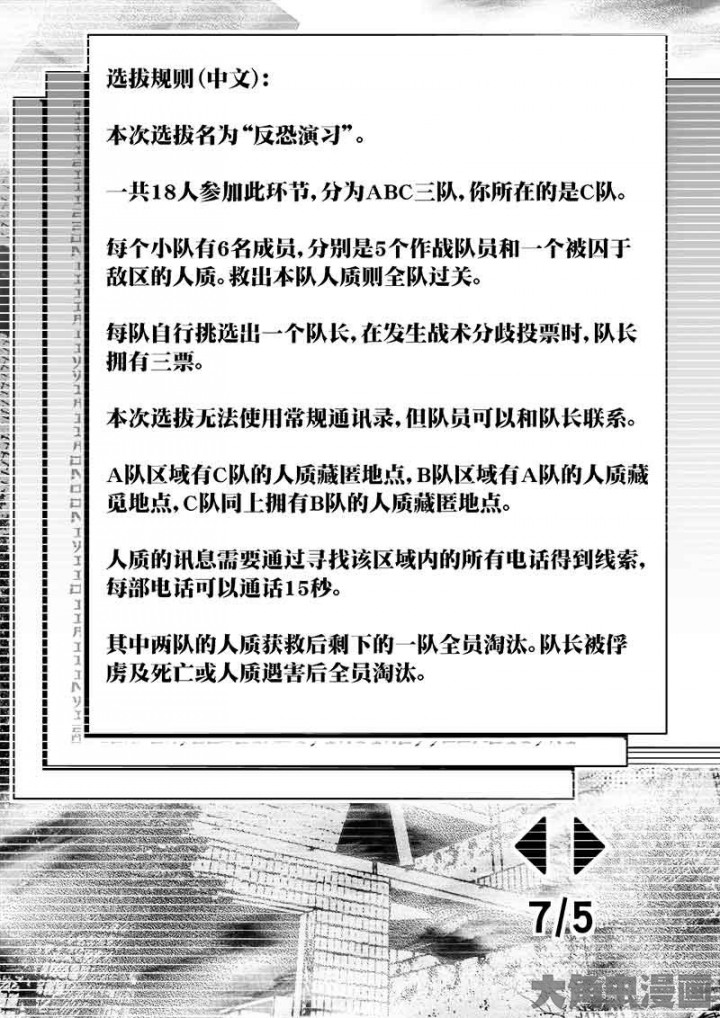 选拔规则(中文):
本次选拔名为“反恐演习”。
一共18人参加此环节,分为ABC三队,你所在的是C队。
每个小队有6名成员,分别是5个作战队员和一个被囚于
敌区的人质。救出本队人质则全队过关。
每队自行挑选出一个队长,在发生战术分歧投票时,队长
拥有三票。
本次选拔无法使用常规通讯录,但队员可以和队长联系。
A队区域有C队的人质藏匿地点,B队区域有A队的人质藏
觅地点,C队同上拥有B队的人质藏匿地点。
人质的讯息需要通过寻找该区域内的所有电话得到线索,
每部电话可以通话15秒。
其中两队的人质获救后剩下的一队全员淘汰。队长被俘
虏及死亡或人质遇害后全员淘汰。
7/5
大角虫漫画